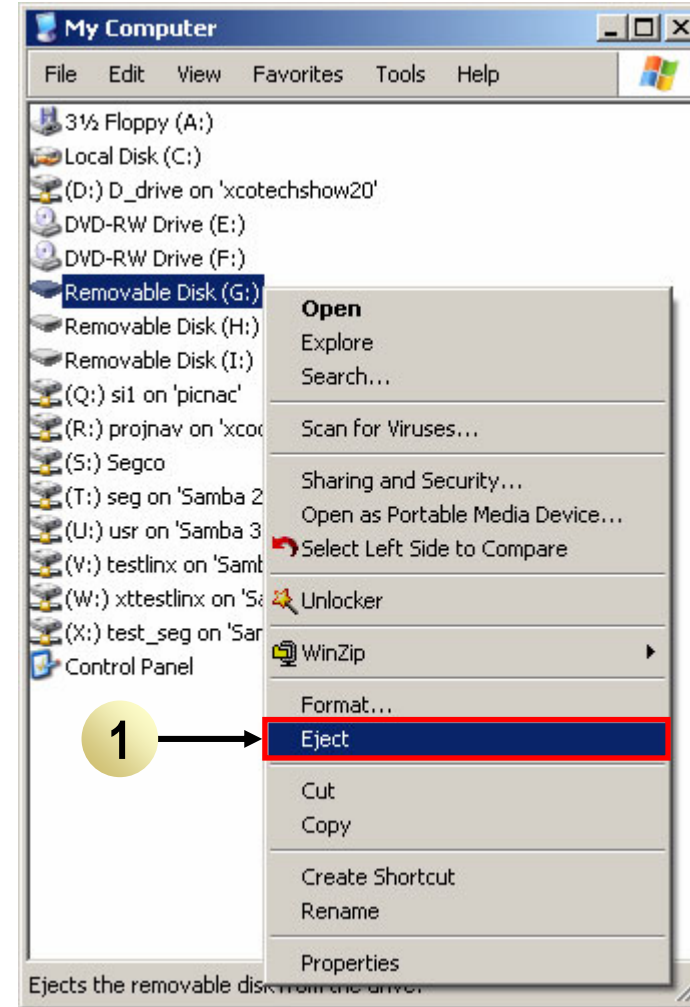 My Computer
File Edit View Favorites Tools Help
3½ Floppy (A:)
Local Disk (C:)
(D:) D_drive on 'xcotechshow20'
DVD-RW Drive (E:)
DVD-RW Drive (F:)
Removable Disk (G:)
Removable Disk (H:)
Removable Disk (I:)
(Q:) si1 on 'picnac'
(R:) projnav on
(S:) Segco
(T:) seg on 'Samba 2
(U:) usr on 'Samba 3
(V:) testlinx on
(W:) xttestlinx on
(X:) test_seg on
Control Panel
Open
Explore
Search...
Scan for Viruses...
Sharing and Security...
Open as Portable Media Device...
Select Left Side to Compare
Unlocker
WinZip
Format...
1
Eject
Cut
Copy
Create Shortcut
Rename
Properties
Ejects the removable disk from the drive.